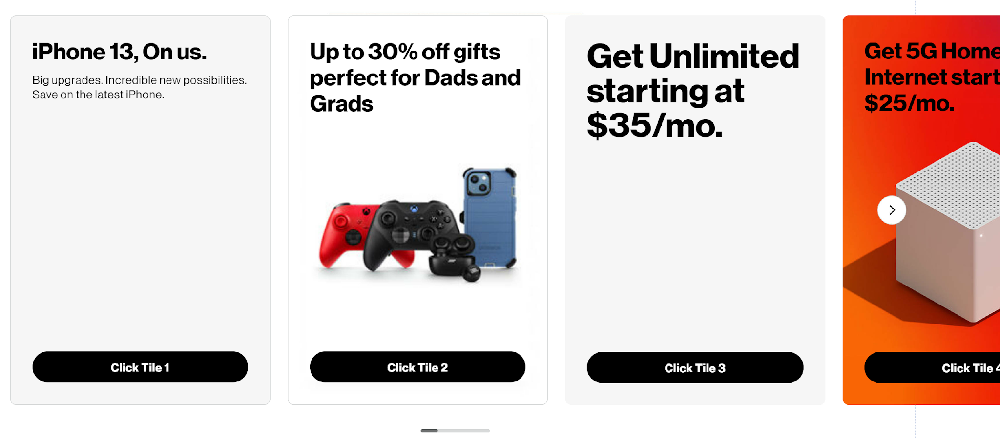 iPhone 13, On us.
Big upgrades. Incredible new possibilities.
Save on the latest iPhone.
Click Tile 1
Up to 30% off gifts
perfect for Dads and
Grads
Click Tile 2
Get Unlimited
starting at
$35/mo.
Click Tile 3
Get 5G Home
Internet start
$25/mo.
Click Tile 4